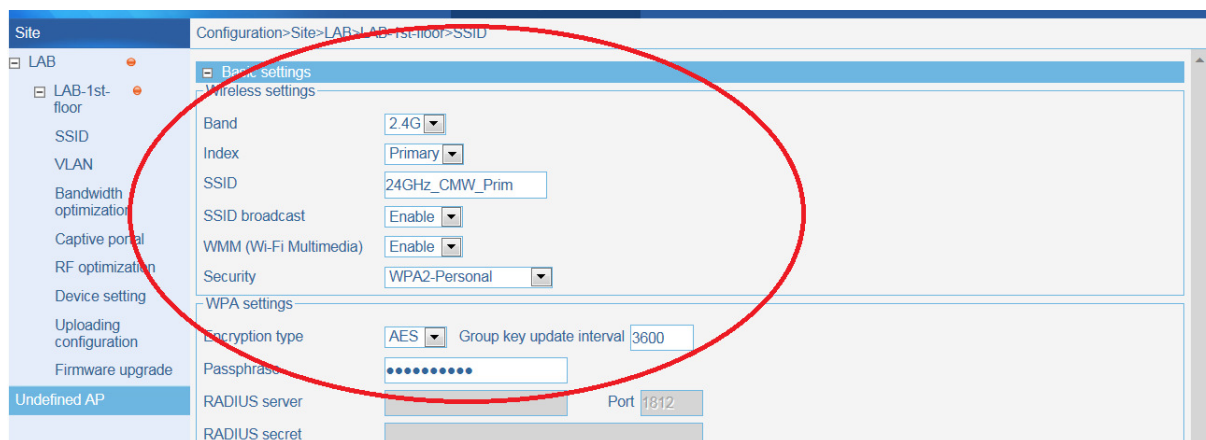 Site
Configuration>Site>LAB>LAB-1st-floor>SSID
LAB
LAB-1st-
floor
SSID
VLAN
Bandwidth
optimization
Captive portal
RF optimization
Device setting
Uploading
configuration
Firmware upgrade
Undefined AP
Basic settings
Wireless settings
Band 2.4G
Index Primary
SSID 24GHz_CMW_Prim
SSID broadcast Enable
WMM (Wi-Fi Multimedia) Enable
Security WPA2-Personal
WPA settings
Encryption type AES Group key update interval 3600
Passphrase ●●●●●●●●●●
RADIUS server Port 1812
RADIUS secret